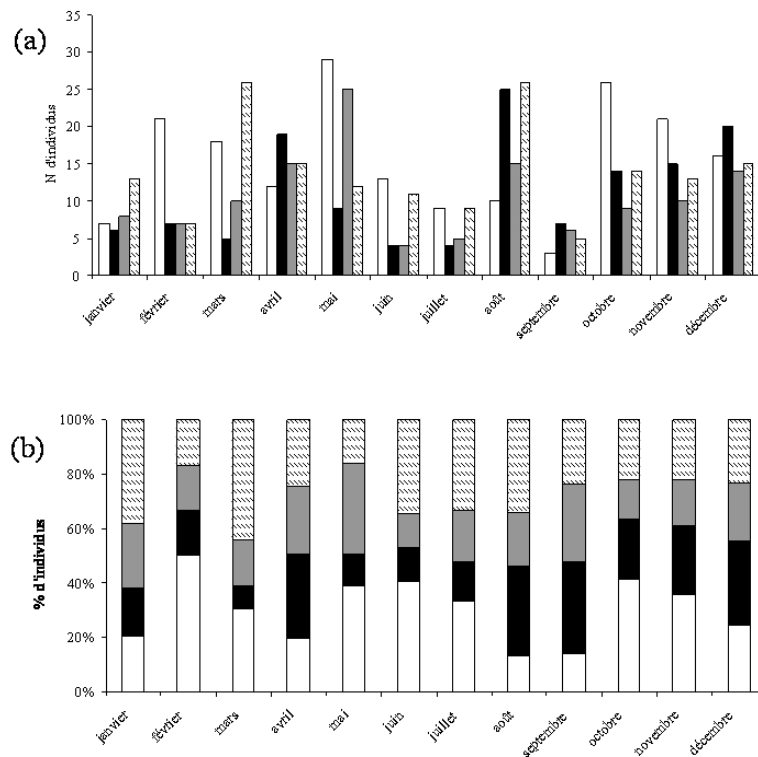 (a)
N d'individus
35
30
25
20
15
10
5
0
janvier
février
mars
avril
mai
juin
juillet
août
septembre
octobre
novembre
décembre
(b)
% d'individus
100%
80%
60%
40%
20%
0%
janvier
février
mars
avril
mai
juin
juillet
août
septembre
octobre
novembre
décembre